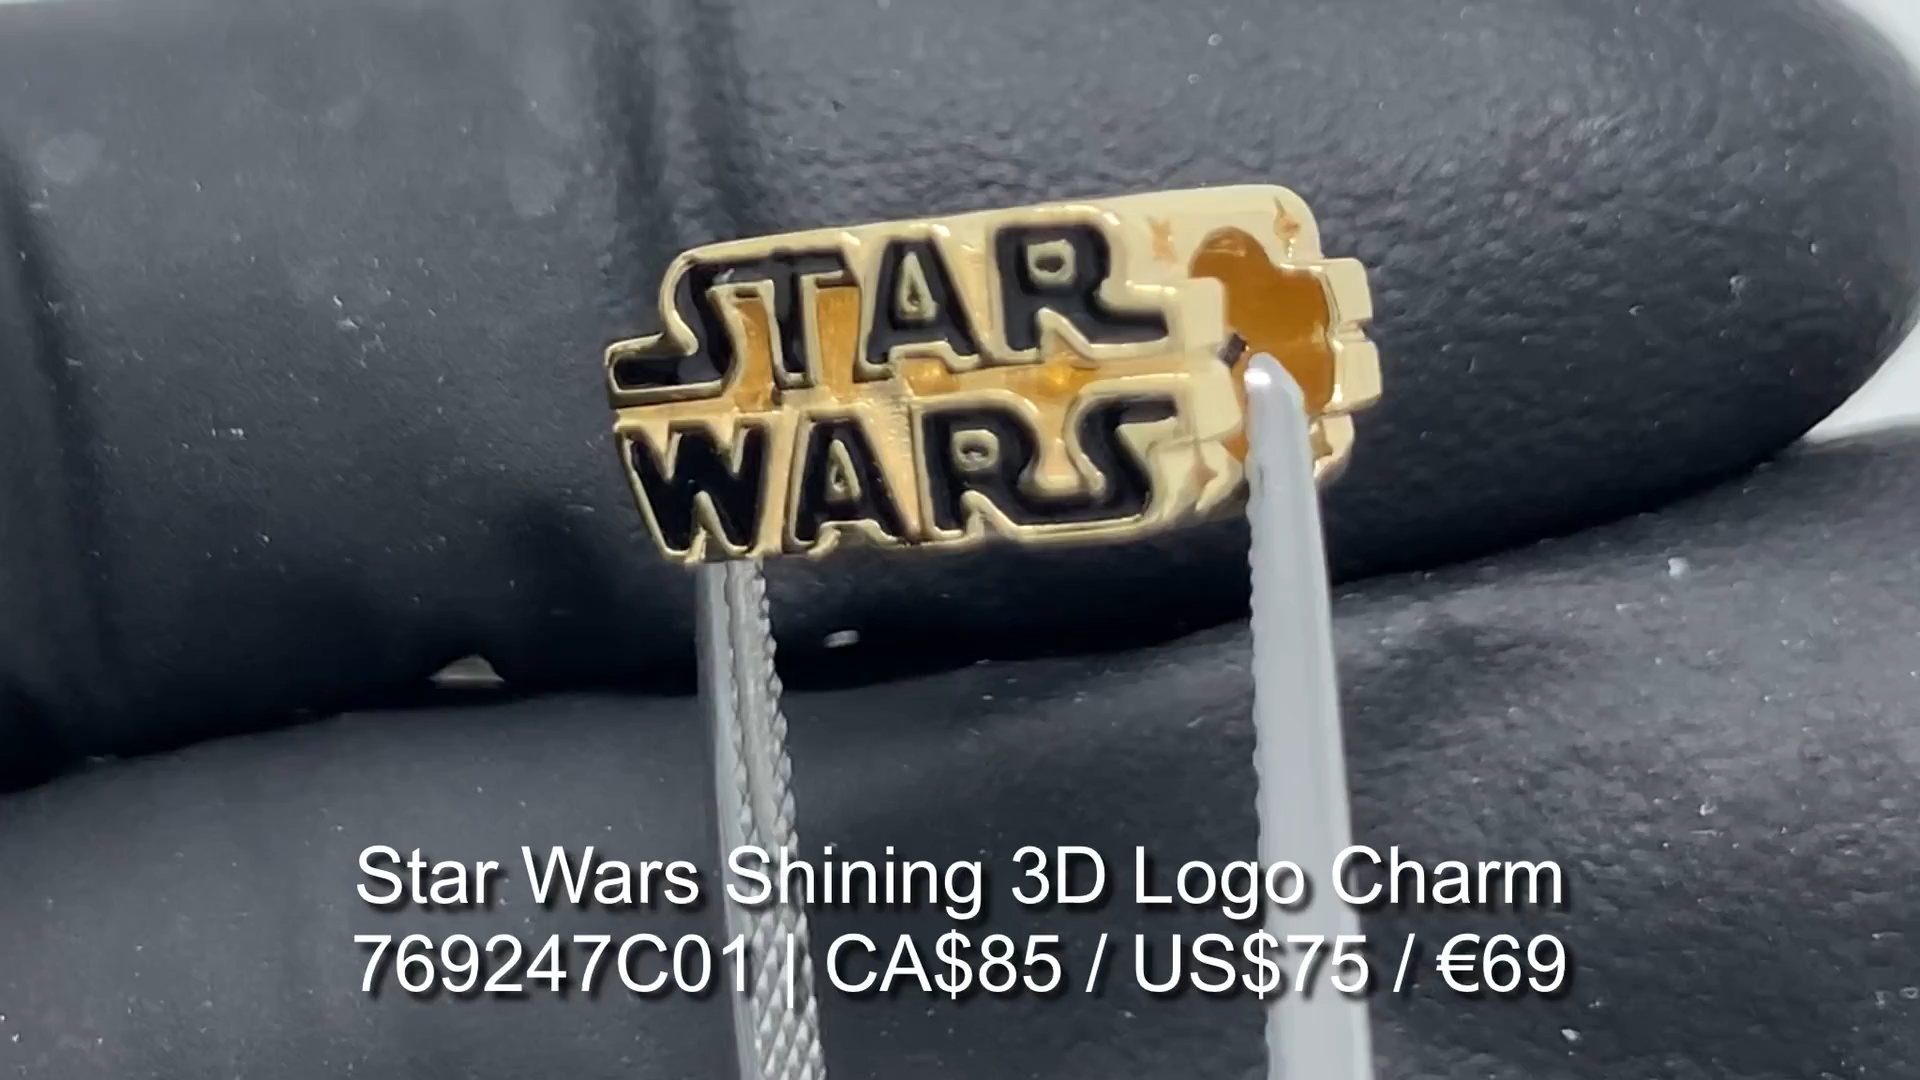 STAR
WARS
Star Wars Shining 3D Logo Charm
769247C01 | CA$85 / US$75 / €69